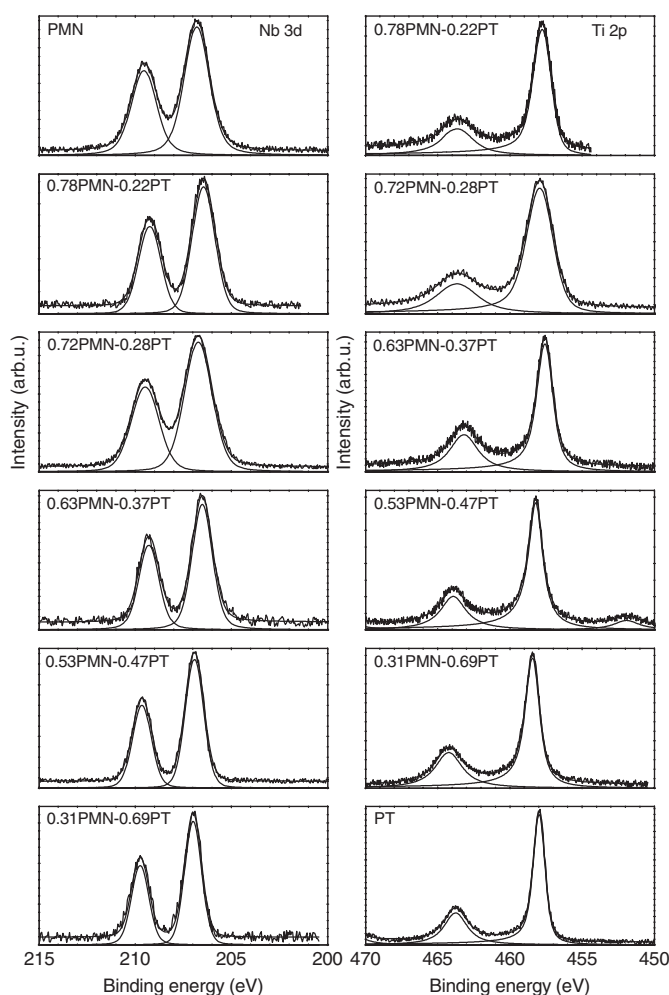 PMN Nb 3d
0.78PMN-0.22PT
0.72PMN-0.28PT
0.63PMN-0.37PT
0.53PMN-0.47PT
0.31PMN-0.69PT
215 210 205 200
Binding energy (eV)
Intensity (arb.u.)
0.78PMN-0.22PT Ti 2p
0.72PMN-0.28PT
0.63PMN-0.37PT
0.53PMN-0.47PT
0.31PMN-0.69PT
PT
470 465 460 455 450
Binding energy (eV)
Intensity (arb.u.)